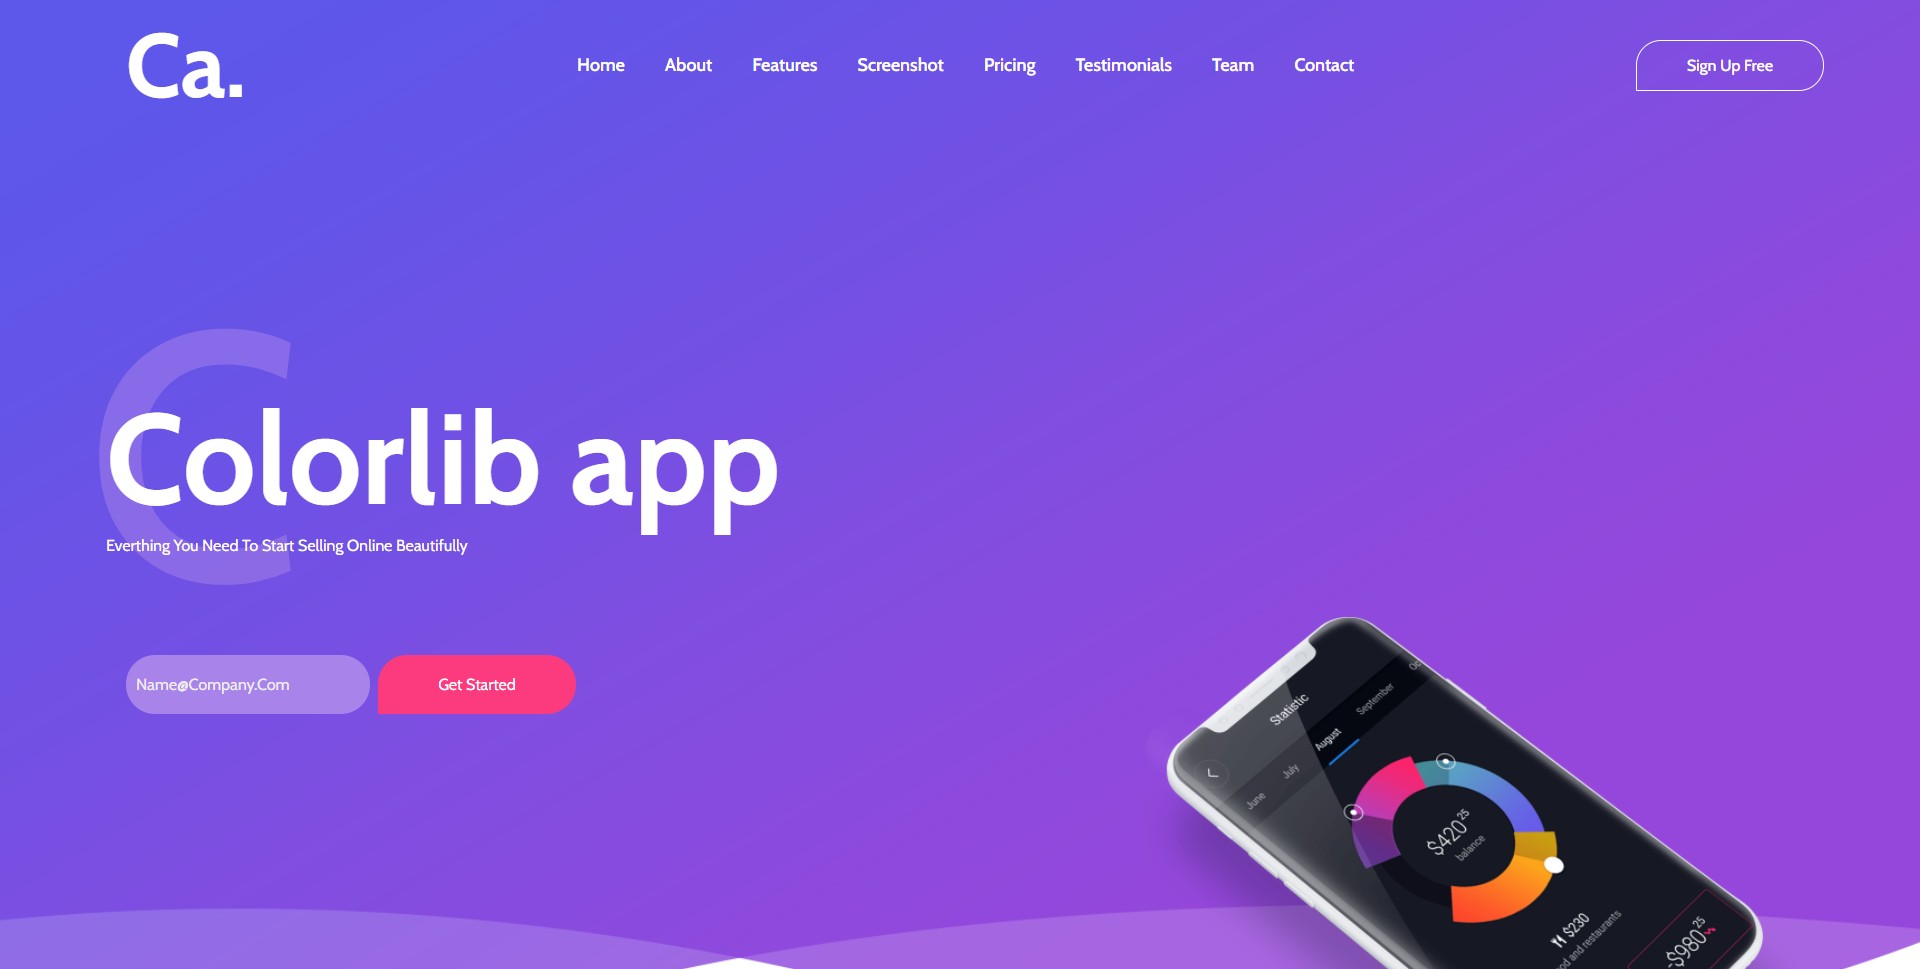 Ca.
Home About Features Screenshot Pricing Testimonials Team Contact
Sign Up Free
C
Colorlib app
Everthing You Need To Start Selling Online Beautifully
Name@Company.Com
Get Started
Statistic
June July August September
$420 25
balance
$230
and restaurants
-$980 25